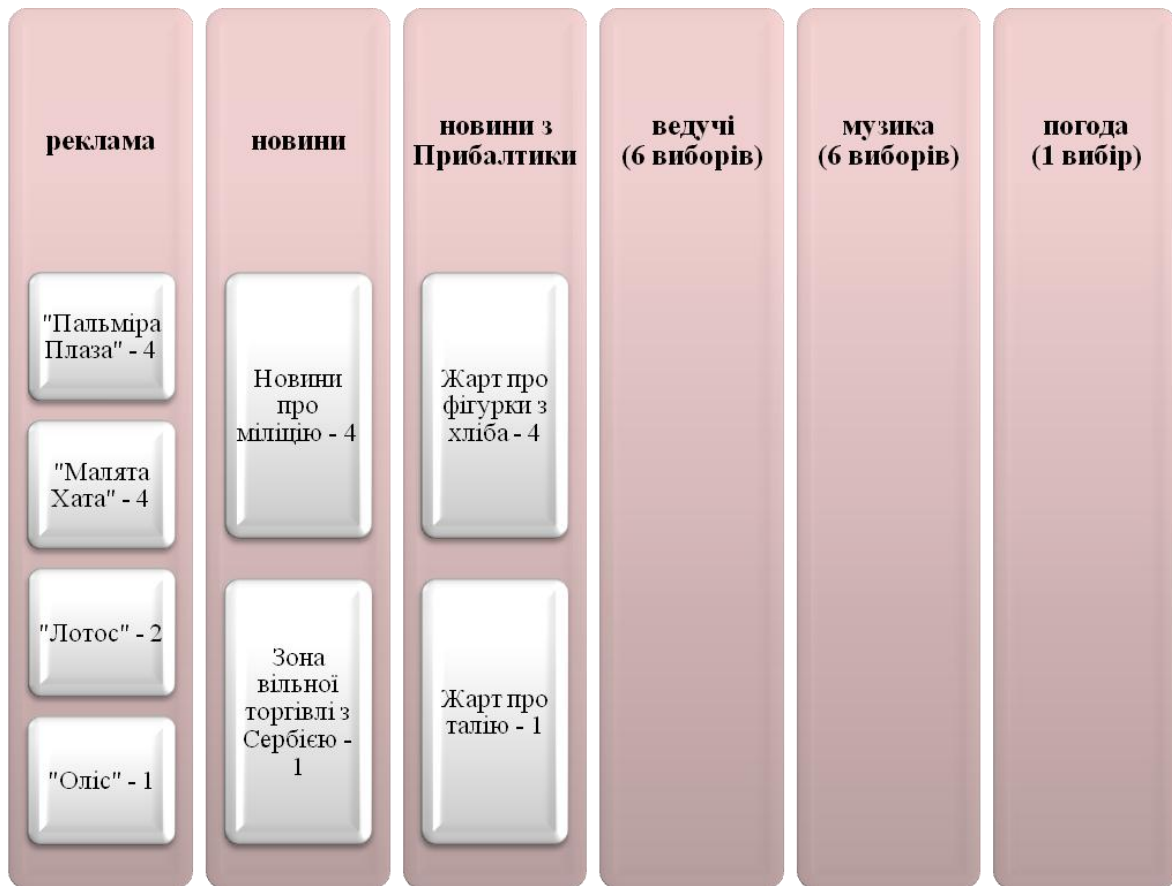 реклама
"Пальміра
Плаза" - 4
"Малята
Хата" - 4
"Лотос" - 2
"Оліс" - 1
новини
Новини
про
міліцію - 4
Зона
вільної
торгівлі з
Сербією -
1
новини з
Прибалтики
Жарт про
фігурки з
хліба - 4
Жарт про
талію - 1
ведучі
(6 виборів)
музика
(6 виборів)
погода
(1 вибір)